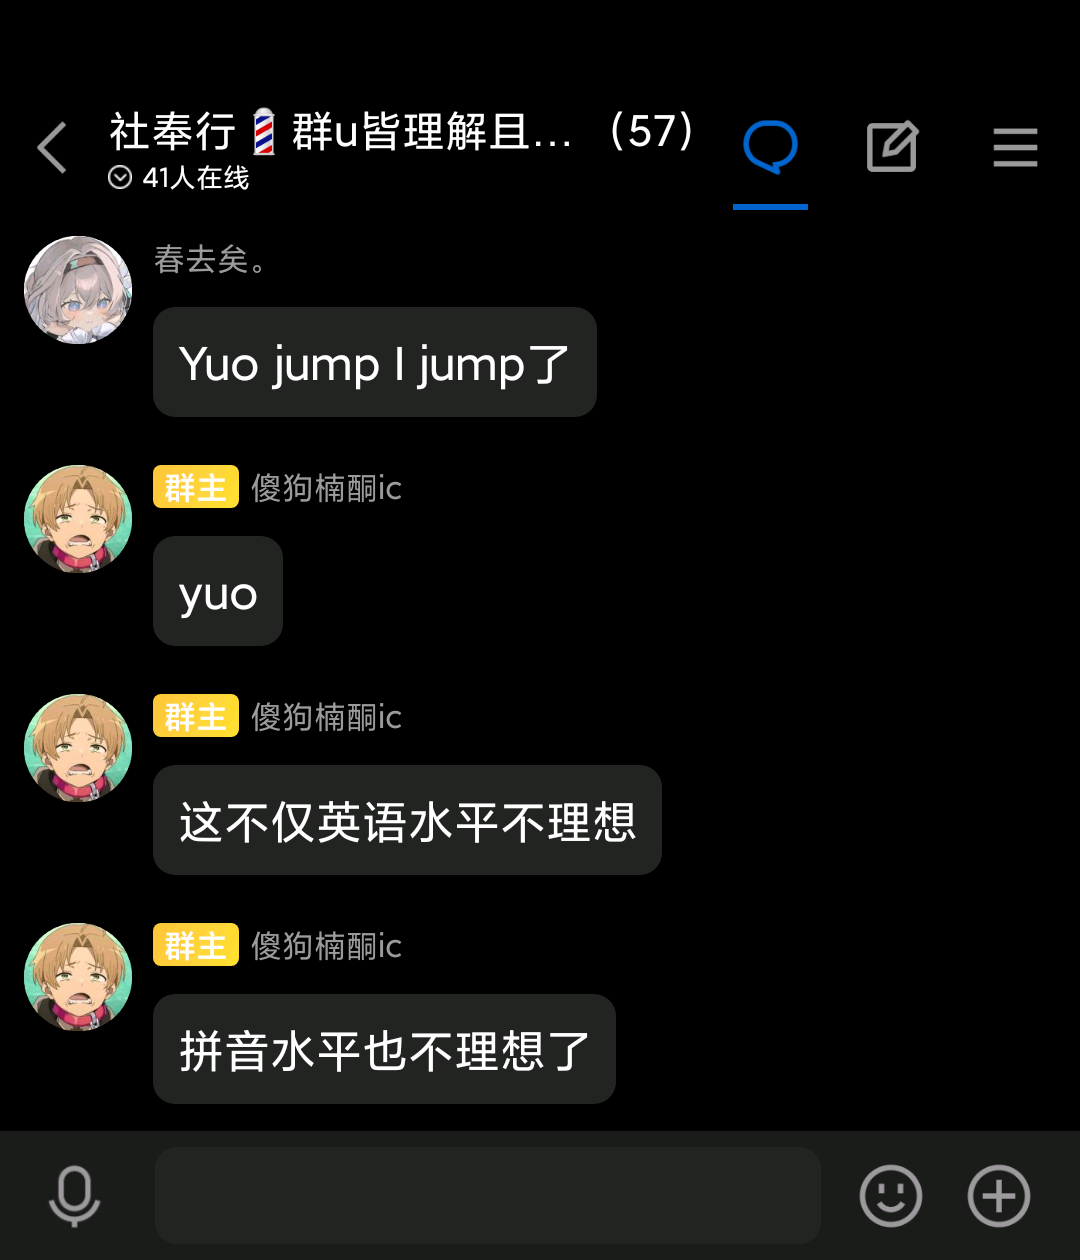 社奉行💈群u皆理解且…（57）
41人在线
春去矣。
Yuo jump I jump了
群主 傻狗楠酮ic
yuo
群主 傻狗楠酮ic
这不仅英语水平不理想
群主 傻狗楠酮ic
拼音水平也不理想了